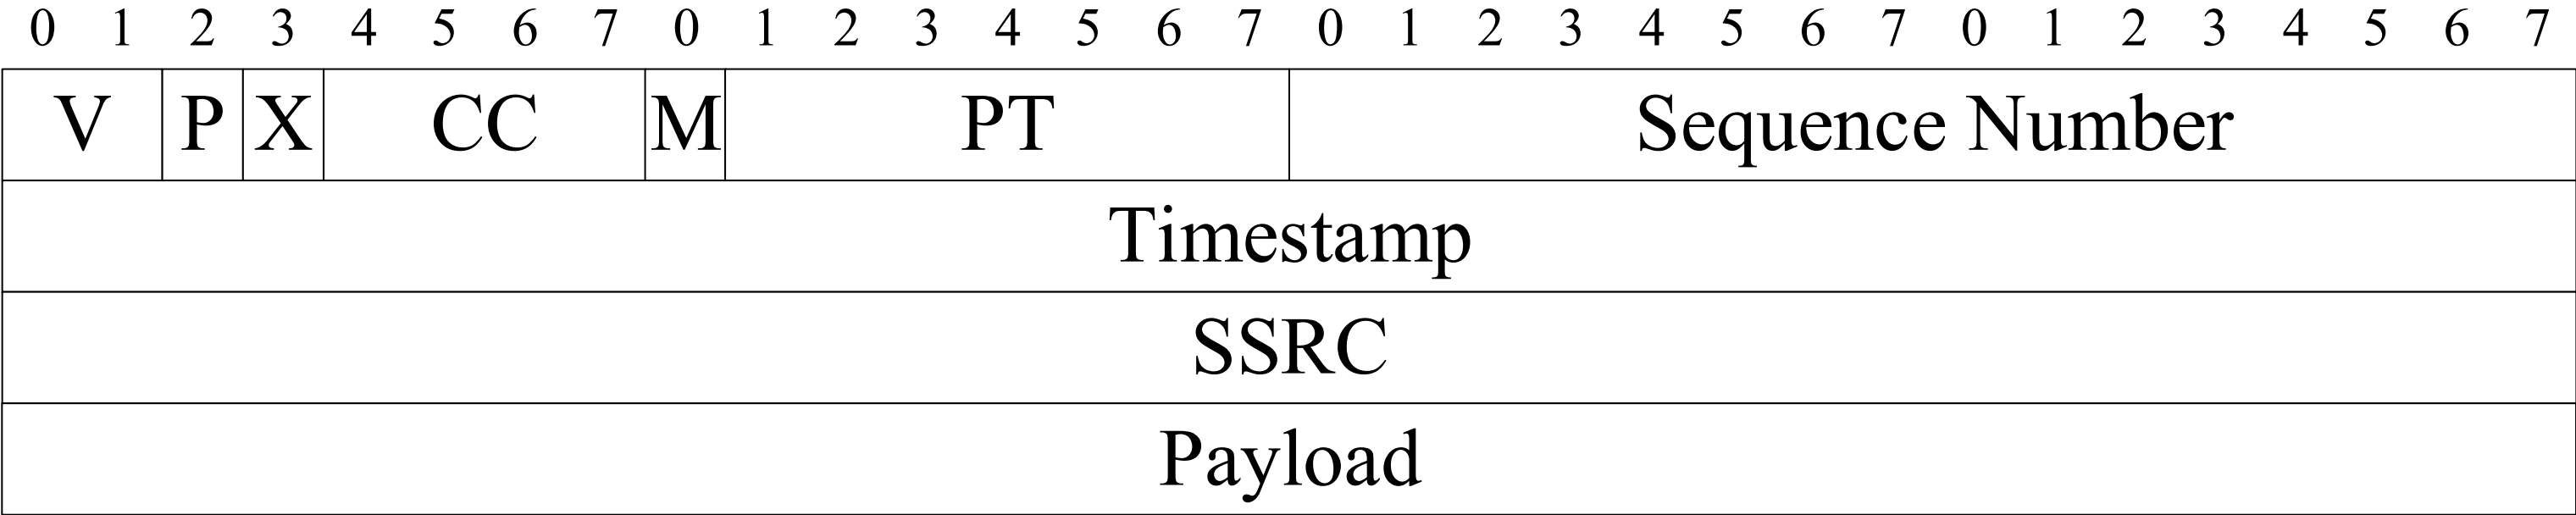 0 1 2 3 4 5 6 7 0 1 2 3 4 5 6 7 0 1 2 3 4 5 6 7 0 1 2 3 4 5 6 7
V P X CC M PT Sequence Number
Timestamp
SSRC
Payload